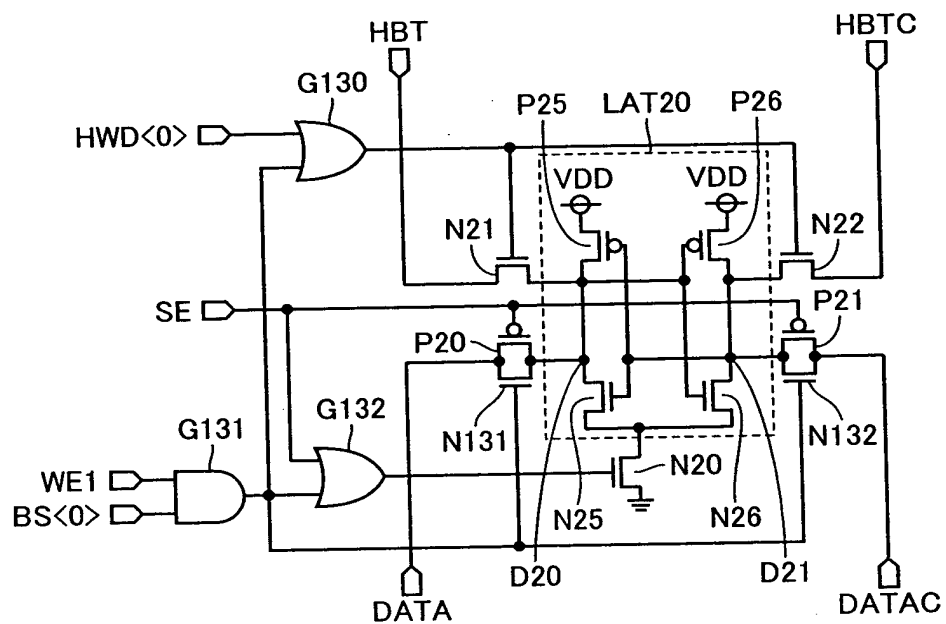 HBT
HBTC
G130
P25
LAT20
P26
HWD<0>
VDD
VDD
N21
N22
SE
P20
P21
G131
G132
N131
N132
WE1
N20
BS<0>
N25
N26
D20
D21
DATA
DATAC